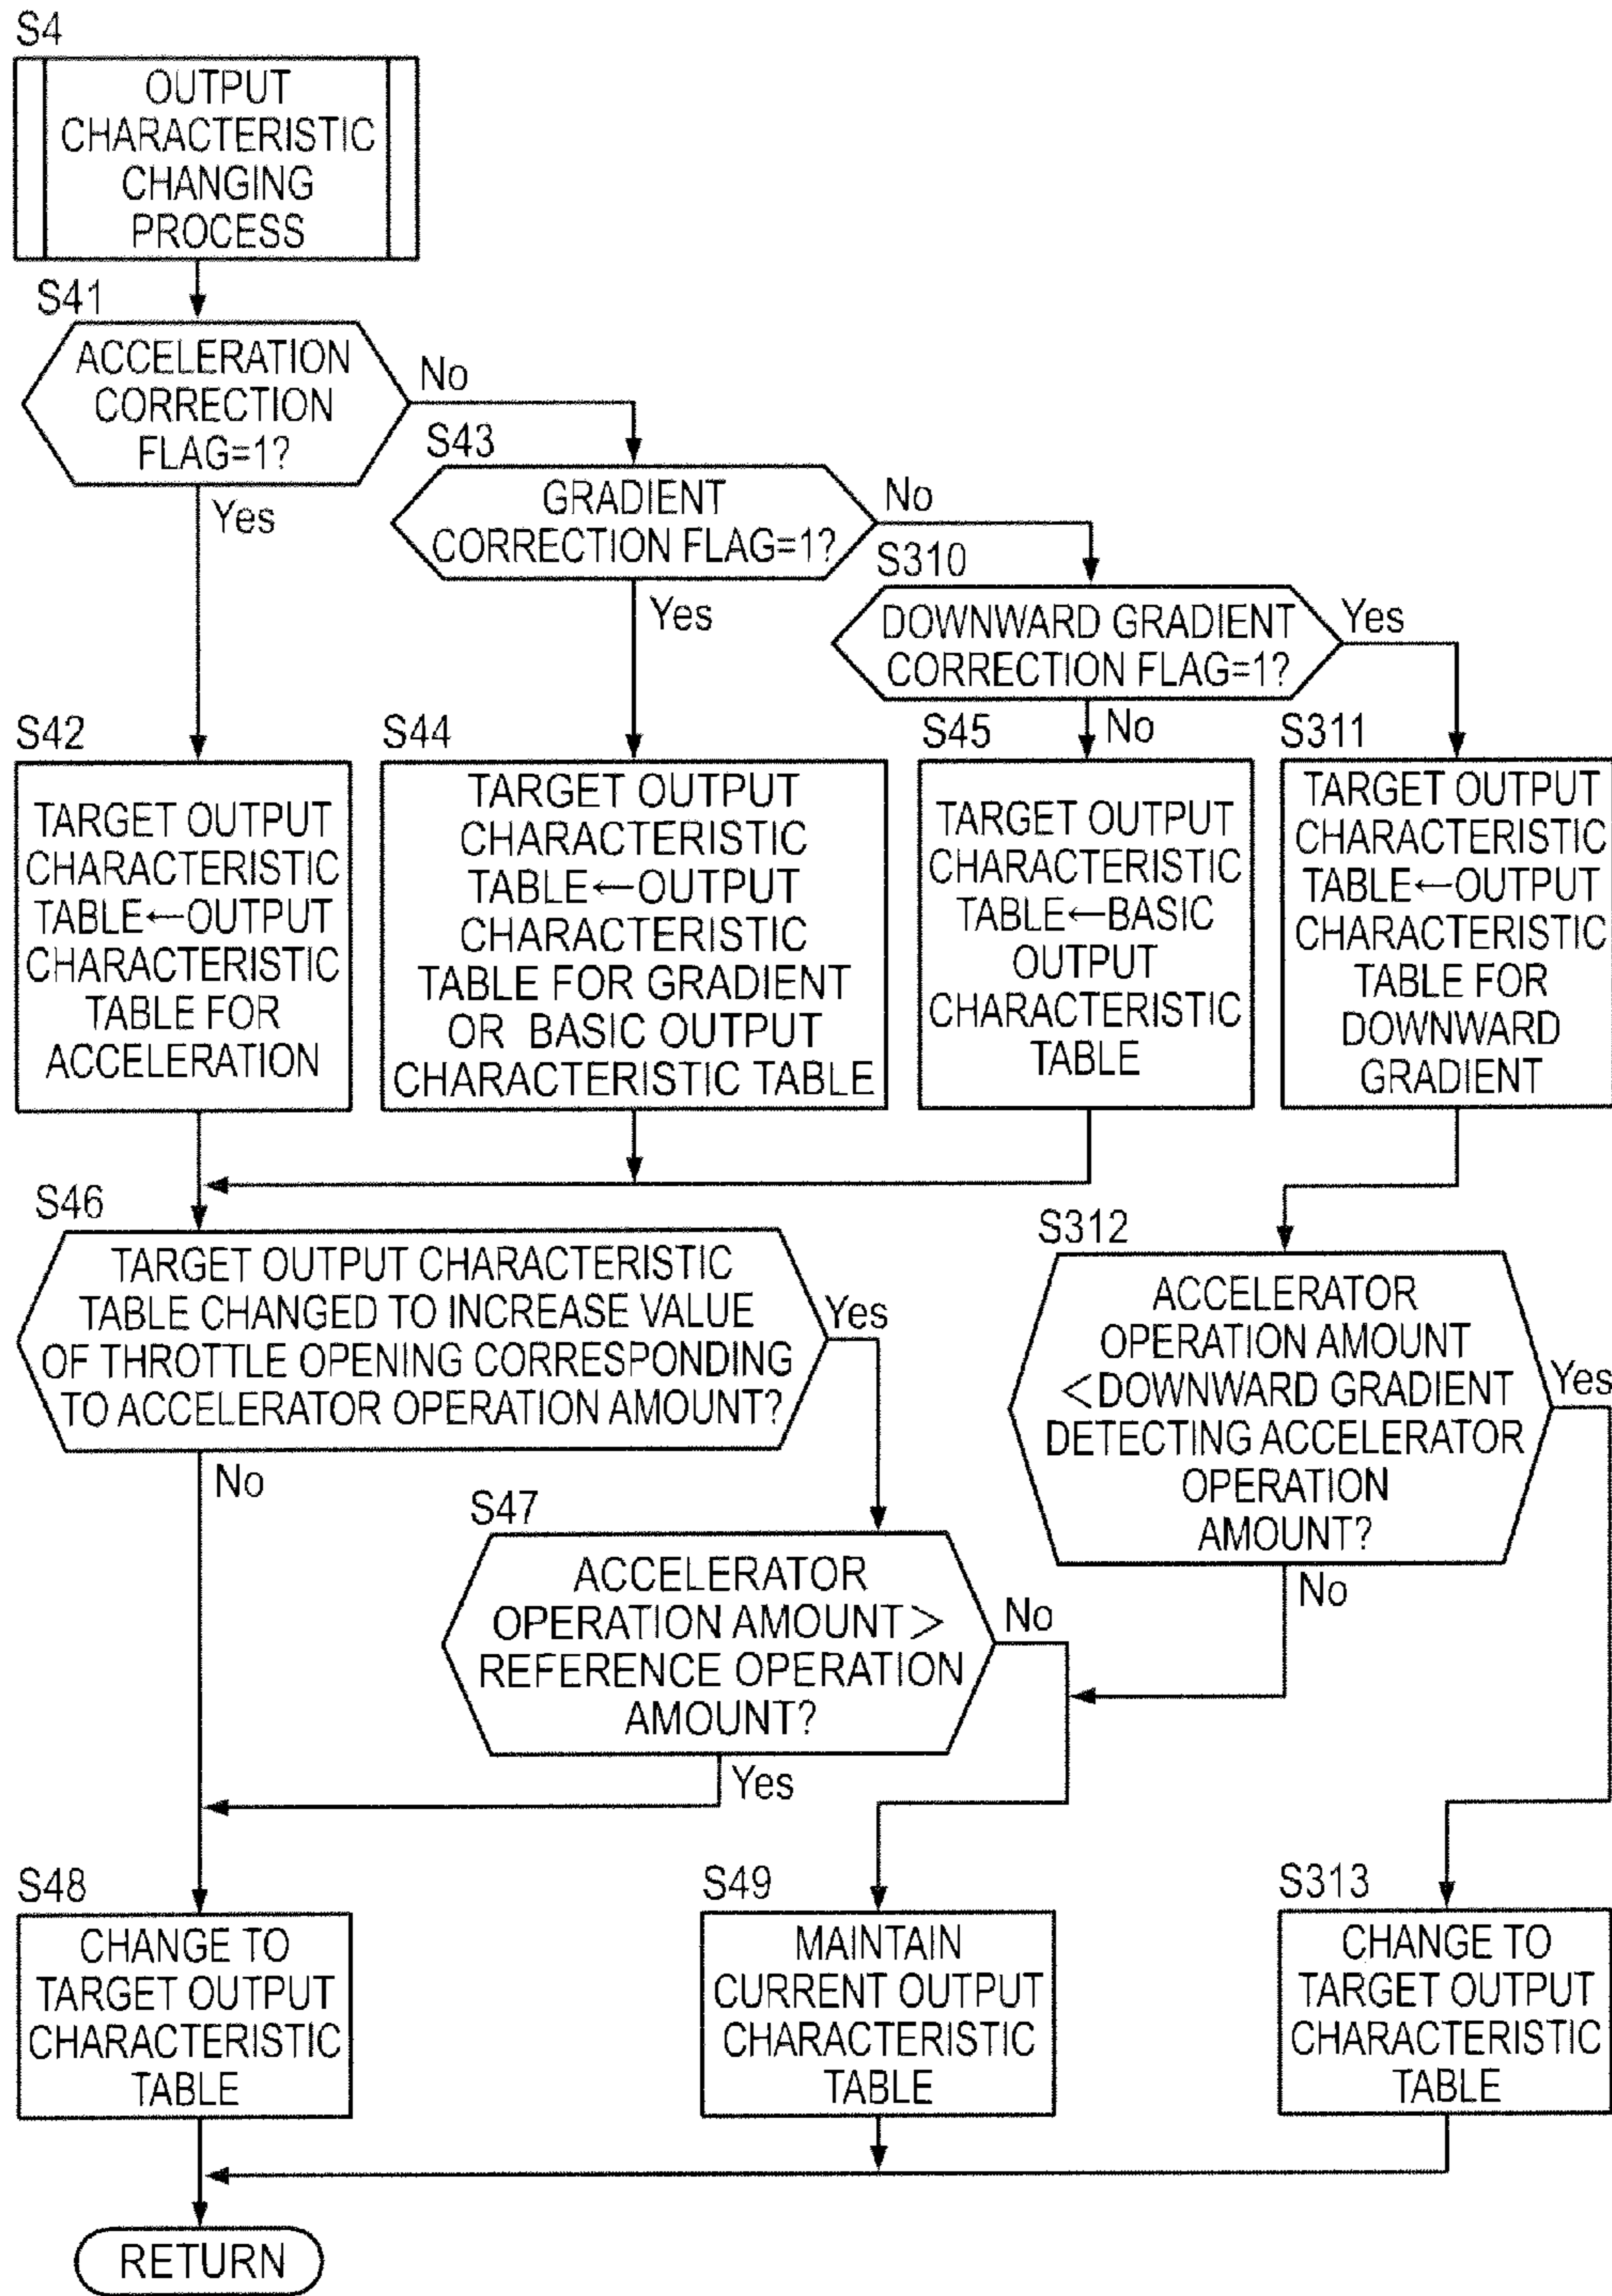 S4
OUTPUT
CHARACTERISTIC
CHANGING
PROCESS
S41
ACCELERATION
CORRECTION
FLAG=1?
No
Yes
S43
GRADIENT
CORRECTION FLAG=1?
No
Yes
S310
DOWNWARD GRADIENT
CORRECTION FLAG=1?
Yes
No
S42
TARGET OUTPUT
CHARACTERISTIC
TABLE←OUTPUT
CHARACTERISTIC
TABLE FOR
ACCELERATION
S44
TARGET OUTPUT
CHARACTERISTIC
TABLE←OUTPUT
CHARACTERISTIC
TABLE FOR GRADIENT
OR BASIC OUTPUT
CHARACTERISTIC TABLE
S45
TARGET OUTPUT
CHARACTERISTIC
TABLE←BASIC
OUTPUT
CHARACTERISTIC
TABLE
S311
TARGET OUTPUT
CHARACTERISTIC
TABLE←OUTPUT
CHARACTERISTIC
TABLE FOR
DOWNWARD
GRADIENT
S46
TARGET OUTPUT CHARACTERISTIC
TABLE CHANGED TO INCREASE VALUE
OF THROTTLE OPENING CORRESPONDING
TO ACCELERATOR OPERATION AMOUNT?
Yes
No
S312
ACCELERATOR
OPERATION AMOUNT
<DOWNWARD GRADIENT
DETECTING ACCELERATOR
OPERATION
AMOUNT?
Yes
No
S47
ACCELERATOR
OPERATION AMOUNT >
REFERENCE OPERATION
AMOUNT?
No
Yes
S48
CHANGE TO
TARGET OUTPUT
CHARACTERISTIC
TABLE
S49
MAINTAIN
CURRENT OUTPUT
CHARACTERISTIC
TABLE
S313
CHANGE TO
TARGET OUTPUT
CHARACTERISTIC
TABLE
RETURN